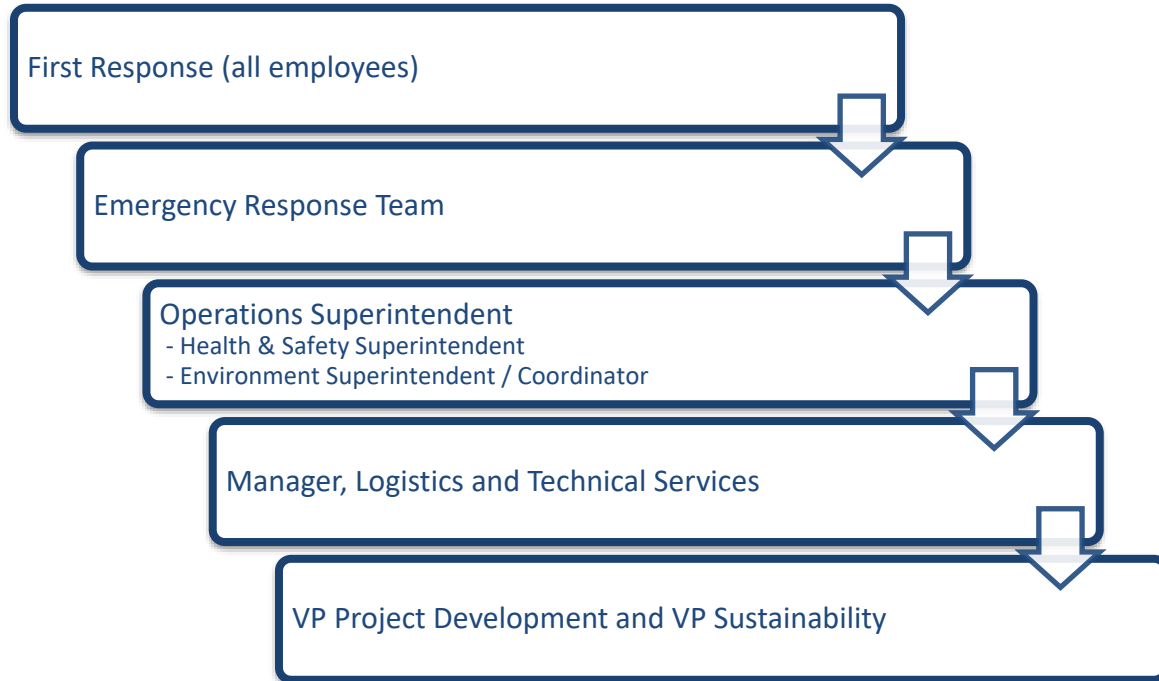 First Response (all employees)
Emergency Response Team
Operations Superintendent
- Health & Safety Superintendent
- Environment Superintendent / Coordinator
Manager, Logistics and Technical Services
VP Project Development and VP Sustainability